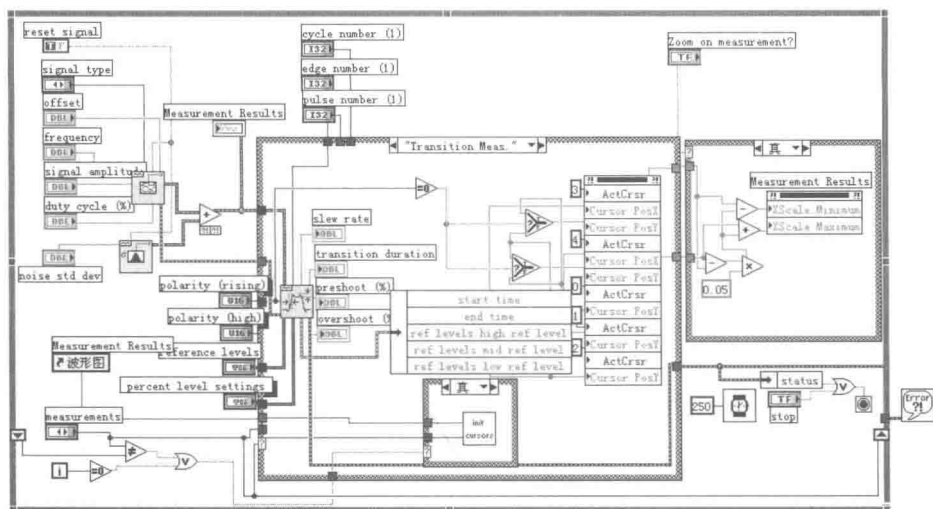 reset signal
TF
signal type
offset
DBL
frequency
DBL
signal amplitude
DBL
duty cycle (%)
DBL
noise std dev
DBL
Measurement Results
cycle number (1)
I32
edge number (1)
I32
pulse number (1)
I32
Zoom on measurement?
TF
"Transition Meas."
真
Measurement Results
XScale Minimum
XScale Maximum
0.05
=0
3
ActCrsr
Cursor PosX
Cursor PosY
4
ActCrsr
Cursor PosX
Cursor PosY
0
ActCrsr
Cursor PosY
1
ActCrsr
Cursor PosY
2
ActCrsr
Cursor PosY
slew rate
DBL
transition duration
DBL
preshoot (%)
DBL
overshoot (
DBL
start time
end time
ref levels high ref level
ref levels mid ref level
ref levels low ref level
polarity (rising)
U16
polarity (high)
U16
reference levels
percent level settings
Measurement Results
波形图
measurements
真
init
cursors
i
=0
≠
V
250
status
TF
stop
V
Error
?!